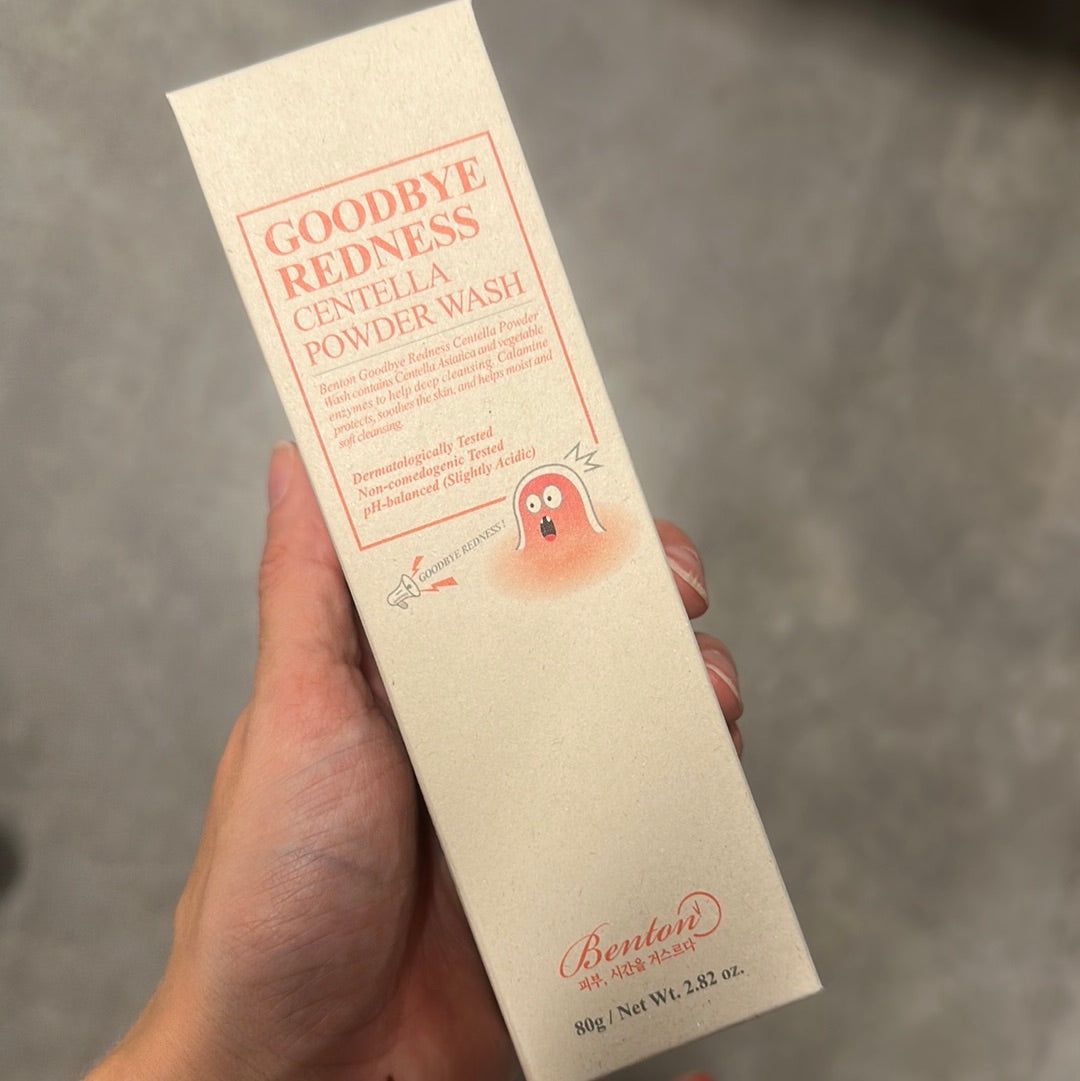 GOODBYE
REDNESS
CENTELLA
POWDER WASH
Benton Goodbye Redness Centella Powder
Wash contains Centella Asiatica and vegetable
enzymes to help deep cleansing. Calamine
protects, soothes the skin, and helps moist and
soft cleansing.
Dermatologically Tested
Non-comedogenic Tested
pH-balanced (Slightly Acidic)
GOODBYE REDNESS!
Benton
피부, 시간을 거스르다
80g / Net Wt. 2.82 oz.